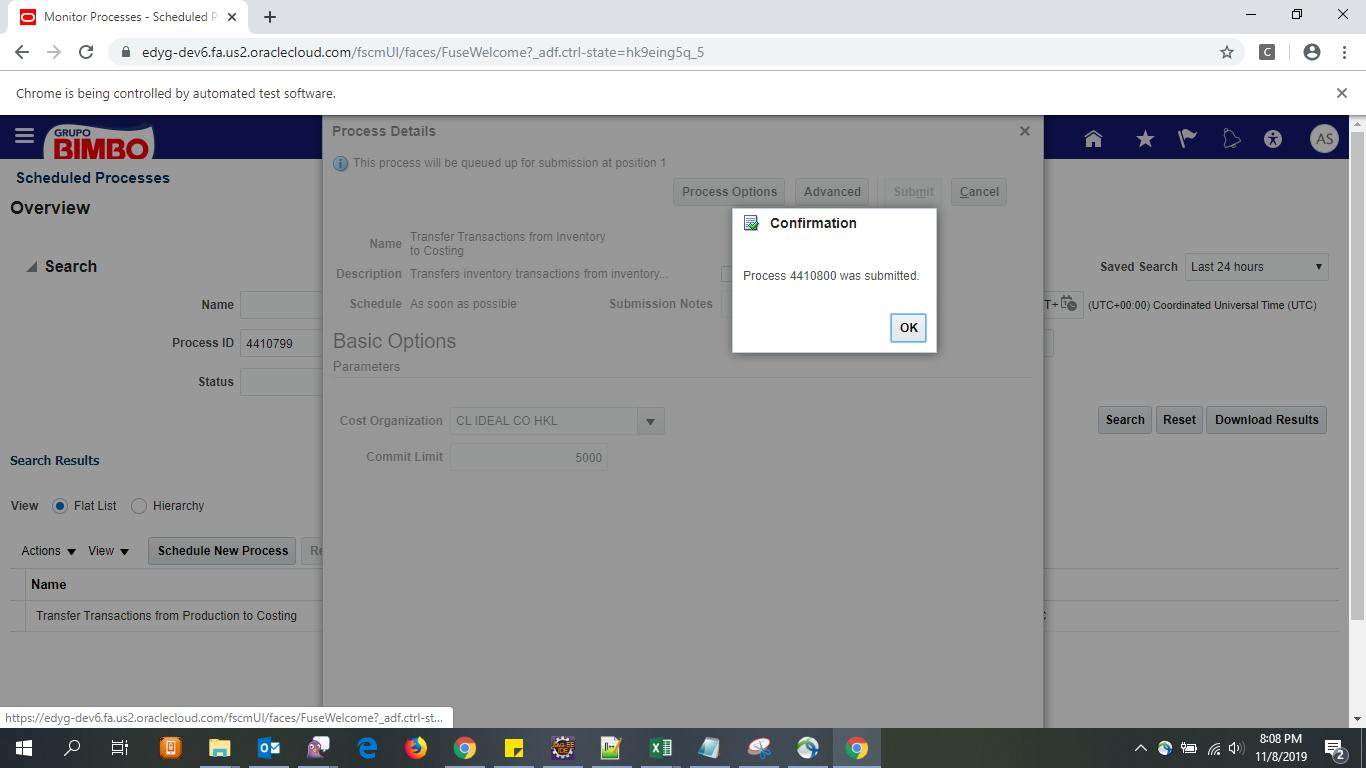 Monitor Processes - Scheduled P
edyg-dev6.fa.us2.oraclecloud.com/fscmUI/faces/FuseWelcome?_adf.ctrl-state=hk9eing5q_5
C
Chrome is being controlled by automated test software.
GRUPO
BIMBO
Process Details
AS
This process will be queued up for submission at position 1
Scheduled Processes
Process Options
Advanced
Submit
Cancel
Overview
Confirmation
Name Transfer Transactions from Inventory
to Costing
Search
Saved Search Last 24 hours
Description Transfers inventory transactions from inventory...
Process 4410800 was submitted.
Name
Schedule As soon as possible
Submission Notes
T+
(UTC+00:00) Coordinated Universal Time (UTC)
OK
Process ID 4410799
Basic Options
Parameters
Status
Cost Organization CL IDEAL CO HKL
Search
Reset
Download Results
Commit Limit 5000
Search Results
View Flat List Hierarchy
Actions View Schedule New Process Re
Name
Transfer Transactions from Production to Costing
https://edyg-dev6.fa.us2.oraclecloud.com/fscmUI/faces/FuseWelcome?_adf.ctrl-st...
8:08 PM
11/8/2019
2